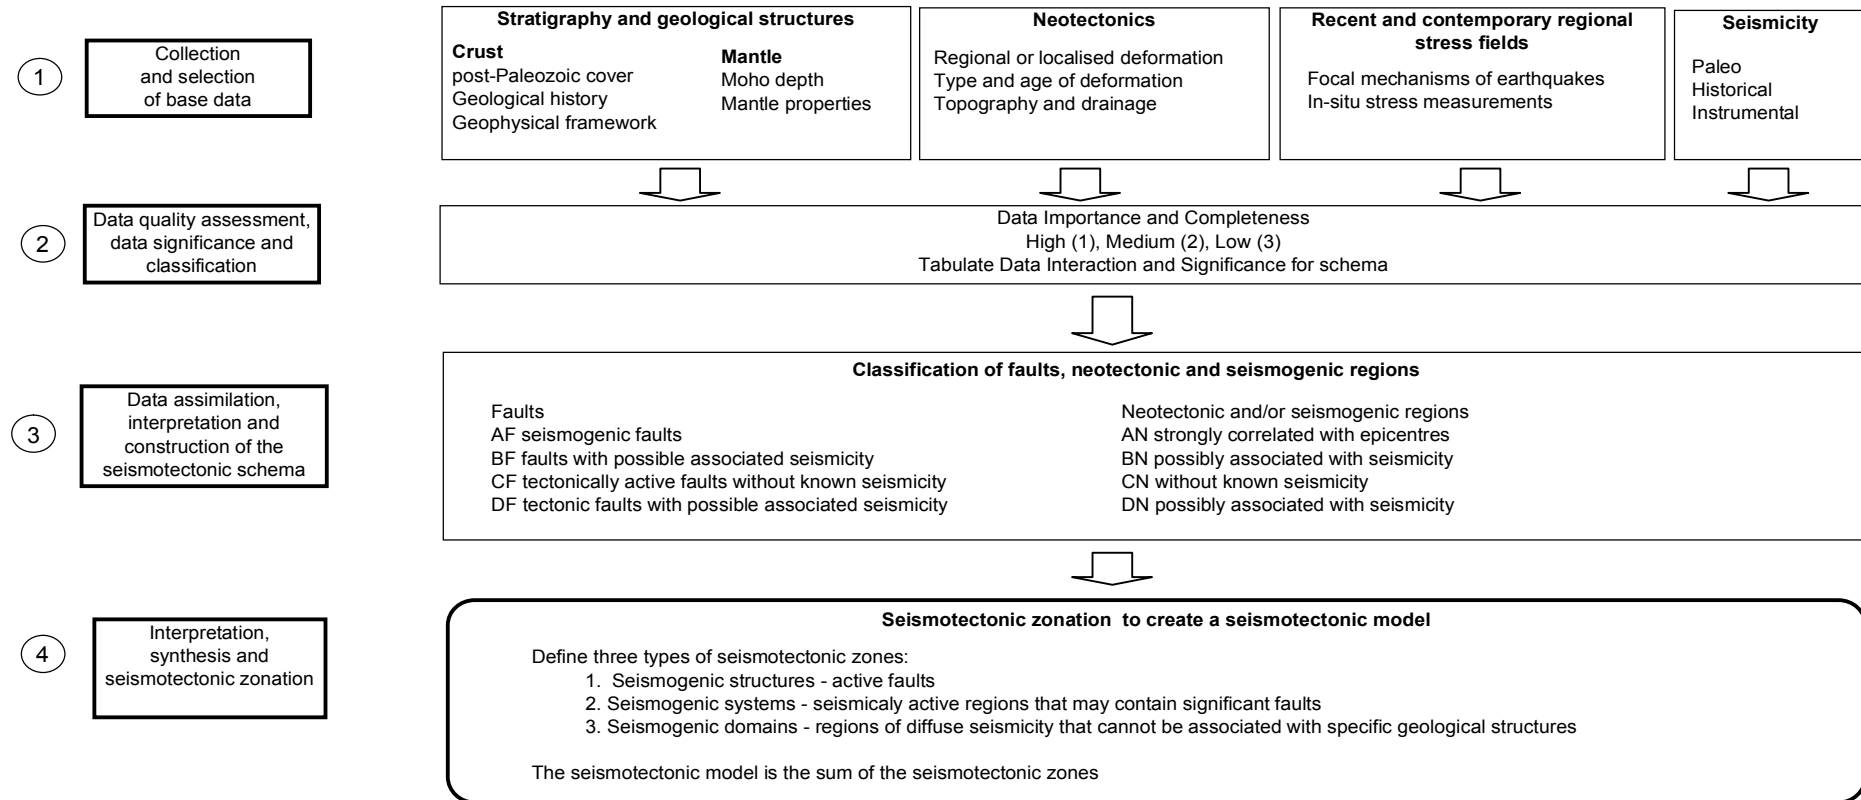 1
Collection
and selection
of base data
Stratigraphy and geological structures
Crust
post-Paleozoic cover
Geological history
Geophysical framework
Mantle
Moho depth
Mantle properties
Neotectonics
Regional or localised deformation
Type and age of deformation
Topography and drainage
Recent and contemporary regional
stress fields
Focal mechanisms of earthquakes
In-situ stress measurements
Seismicity
Paleo
Historical
Instrumental
2
Data quality assessment,
data significance and
classification
Data Importance and Completeness
High (1), Medium (2), Low (3)
Tabulate Data Interaction and Significance for schema
3
Data assimilation,
interpretation and
construction of the
seismotectonic schema
Classification of faults, neotectonic and seismogenic regions
Faults
AF seismogenic faults
BF faults with possible associated seismicity
CF tectonically active faults without known seismicity
DF tectonic faults with possible associated seismicity
Neotectonic and/or seismogenic regions
AN strongly correlated with epicentres
BN possibly associated with seismicity
CN without known seismicity
DN possibly associated with seismicity
4
Interpretation,
synthesis and
seismotectonic zonation
Seismotectonic zonation to create a seismotectonic model
Define three types of seismotectonic zones:
1. Seismogenic structures - active faults
2. Seismogenic systems - seismicaly active regions that may contain significant faults
3. Seismogenic domains - regions of diffuse seismicity that cannot be associated with specific geological structures
The seismotectonic model is the sum of the seismotectonic zones